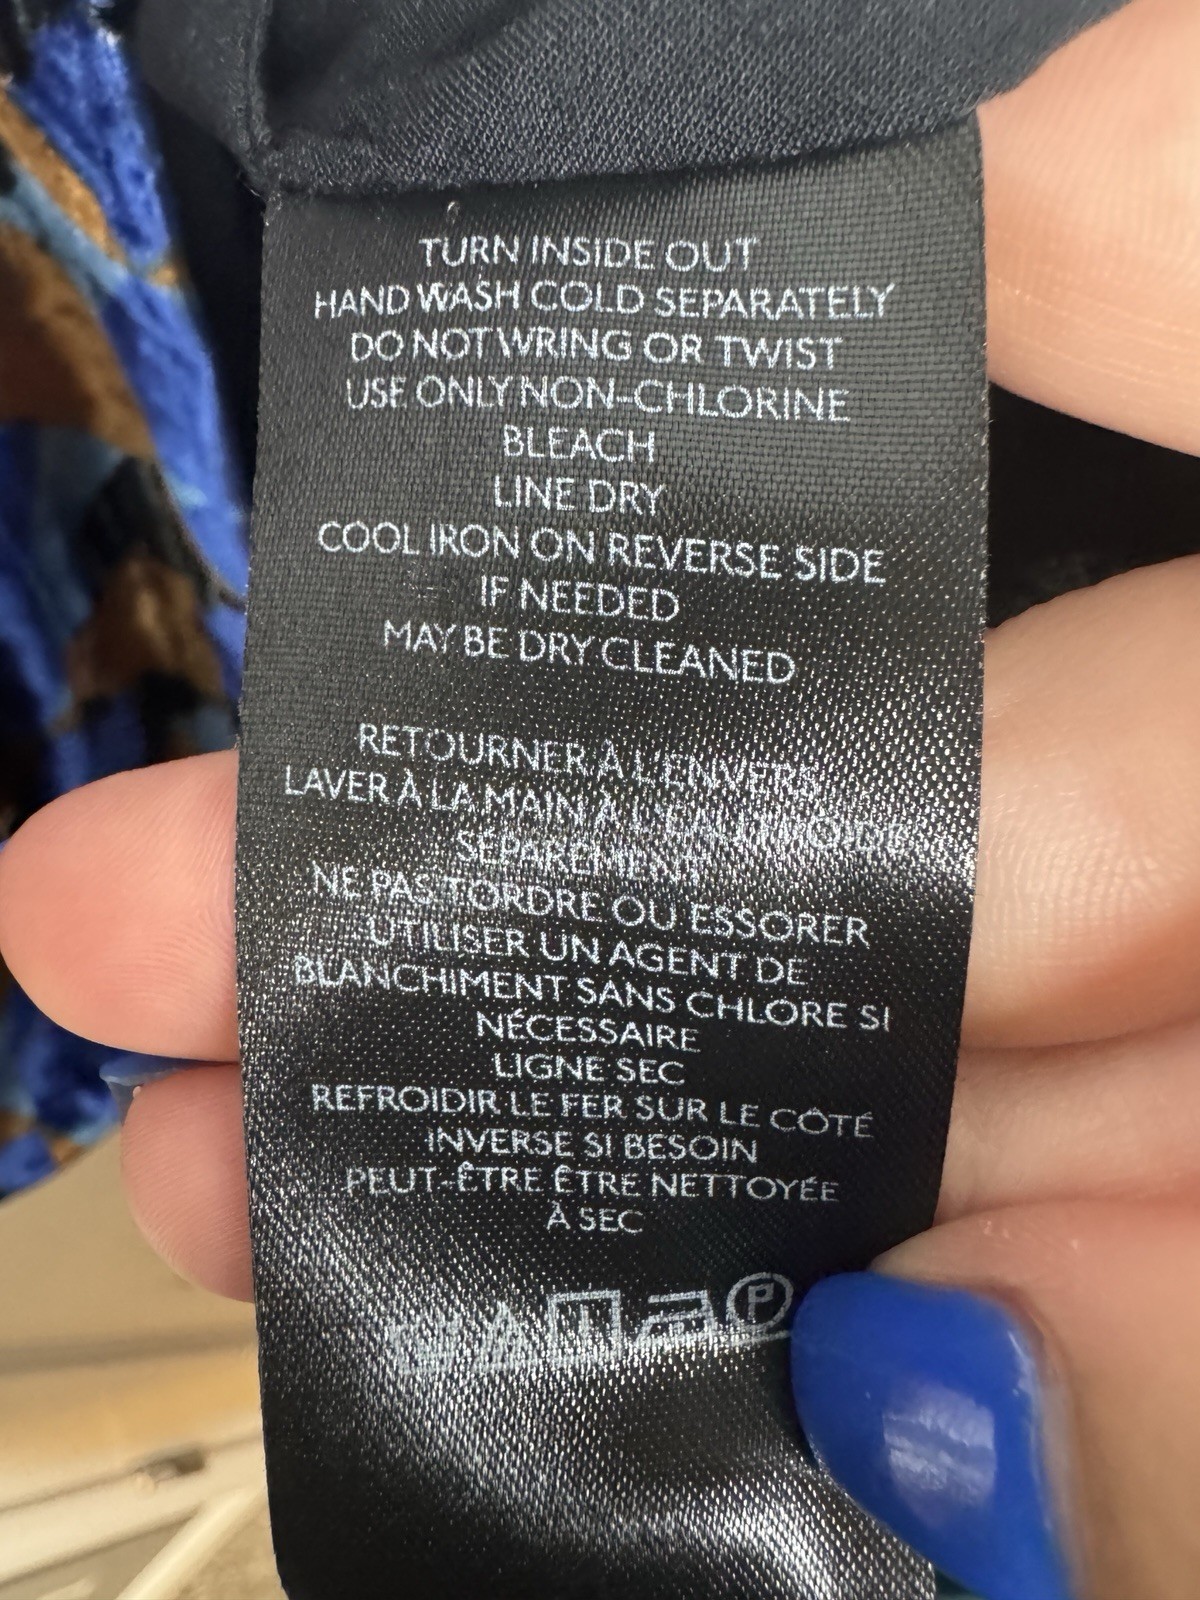 TURN INSIDE OUT
HAND WASH COLD SEPARATELY
DO NOT WRING OR TWIST
USE ONLY NON-CHLORINE
BLEACH
LINE DRY
COOL IRON ON REVERSE SIDE
IF NEEDED
MAY BE DRY CLEANED
RETOURNER À L'ENVERS
LAVER À LA MAIN À L'EAU FROIDE
SÉPARÉMENT
NE PAS TORDRE OU ESSORER
UTILISER UN AGENT DE
BLANCHIMENT SANS CHLORE SI
NÉCESSAIRE
LIGNE SEC
REFROIDIR LE FER SUR LE CÔTÉ
INVERSE SI BESOIN
PEUT-ÊTRE ÊTRE NETTOYÉE
À SEC
P